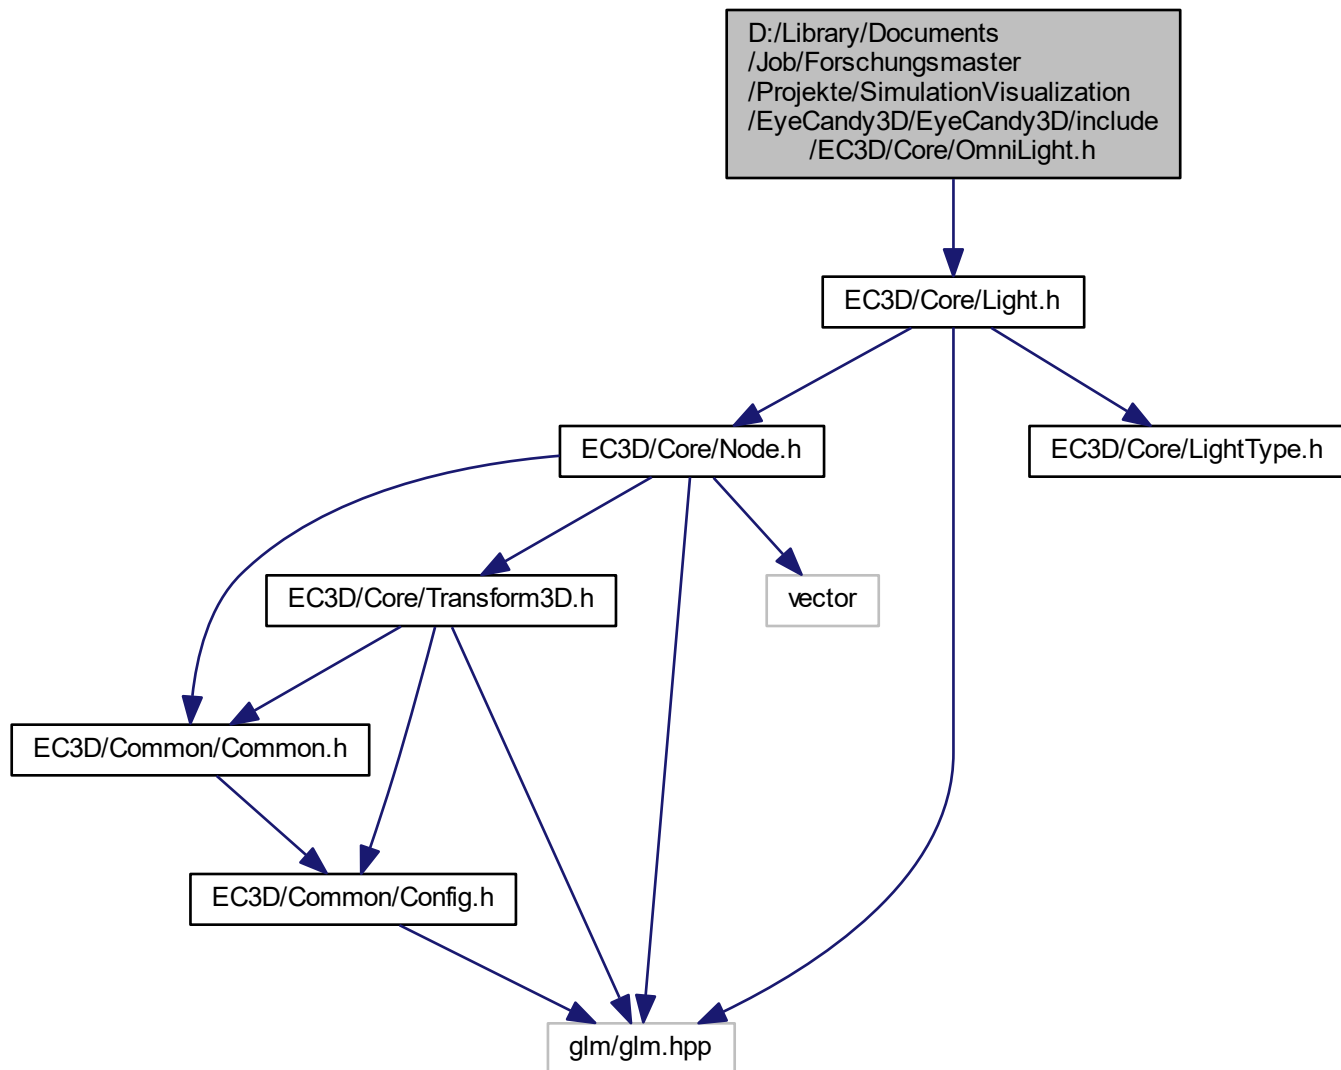 D:/Library/Documents
/Job/Forschungsmaster
/Projekte/SimulationVisualization
/EyeCandy3D/EyeCandy3D/include
/EC3D/Core/OmniLight.h
EC3D/Core/Light.h
EC3D/Core/Node.h
EC3D/Core/LightType.h
EC3D/Core/Transform3D.h
vector
EC3D/Common/Common.h
EC3D/Common/Config.h
glm/glm.hpp